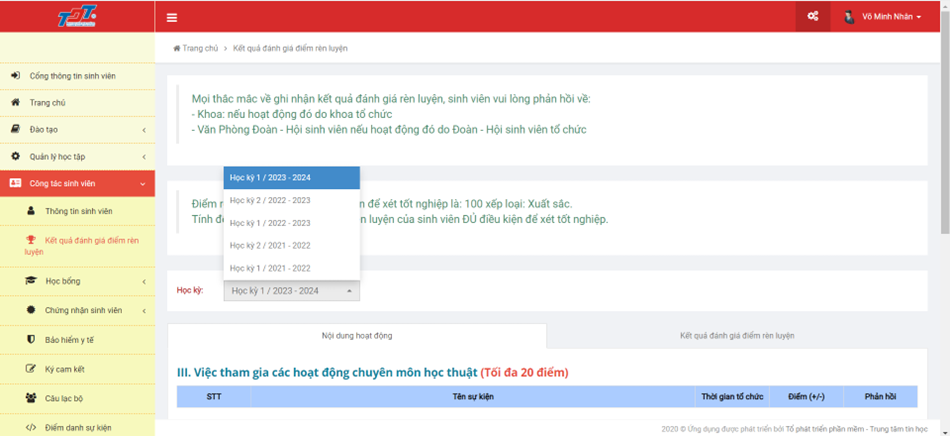 TDT
Võ Minh Nhân
Trang chủ > Kết quả đánh giá điểm rèn luyện
Cổng thông tin sinh viên
Trang chủ
Đào tạo
Quản lý học tập
Công tác sinh viên
Thông tin sinh viên
Kết quả đánh giá điểm rèn
luyện
Học bổng
Chứng nhận sinh viên
Bảo hiểm y tế
Ký cam kết
Câu lạc bộ
Điểm danh sự kiện
Mọi thắc mắc về ghi nhận kết quả đánh giá rèn luyện, sinh viên vui lòng phản hồi về:
- Khoa: nếu hoạt động đó do khoa tổ chức
- Văn Phòng Đoàn - Hội sinh viên nếu hoạt động đó do Đoàn - Hội sinh viên tổ chức
Điểm r
n để xét tốt nghiệp là: 100 xếp loại: Xuất sắc.
Tính đ
n luyện của sinh viên ĐỦ điều kiện để xét tốt nghiệp.
Học kỳ 1 / 2023 - 2024
Học kỳ 2 / 2022 - 2023
Học kỳ 1 / 2022 - 2023
Học kỳ 2 / 2021 - 2022
Học kỳ 1 / 2021 - 2022
Học kỳ: Học kỳ 1 / 2023 - 2024
Nội dung hoạt động Kết quả đánh giá điểm rèn luyện
III. Việc tham gia các hoạt động chuyên môn học thuật (Tối đa 20 điểm)
STT Tên sự kiện Thời gian tổ chức Điểm (+/-) Phản hồi
2020 © Ứng dụng được phát triển bởi Tổ phát triển phần mềm - Trung tâm tin học